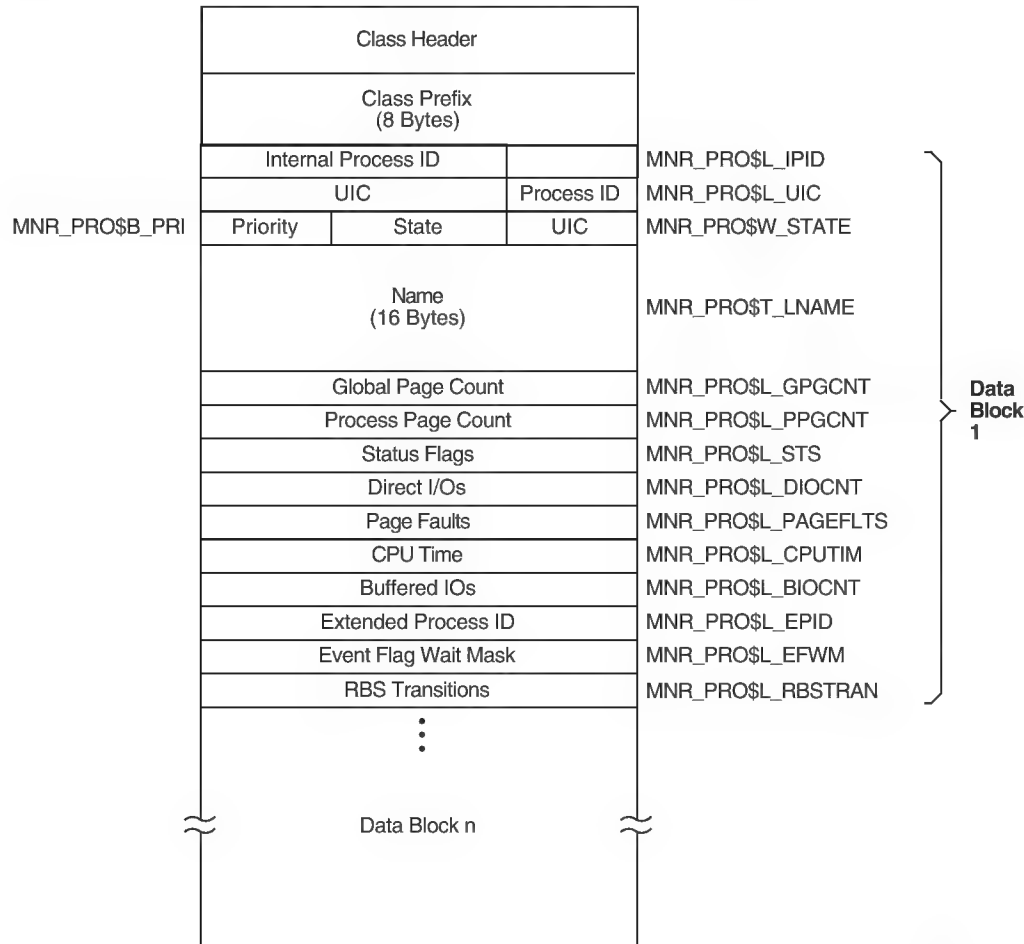 Class Header
Class Prefix
(8 Bytes)
Internal Process ID MNR_PRO$L_IPID
UIC Process ID MNR_PRO$L_UIC
MNR_PRO$B_PRI Priority State UIC MNR_PRO$W_STATE
Name
(16 Bytes)
MNR_PRO$T_LNAME
Global Page Count MNR_PRO$L_GPGCNT
Process Page Count MNR_PRO$L_PPGCNT
Status Flags MNR_PRO$L_STS
Direct I/Os MNR_PRO$L_DIOCNT
Page Faults MNR_PRO$L_PAGEFLTS
CPU Time MNR_PRO$L_CPUTIM
Buffered IOs MNR_PRO$L_BIOCNT
Extended Process ID MNR_PRO$L_EPID
Event Flag Wait Mask MNR_PRO$L_EFWM
RBS Transitions MNR_PRO$L_RBSTRAN
Data
Block
1
Data Block n